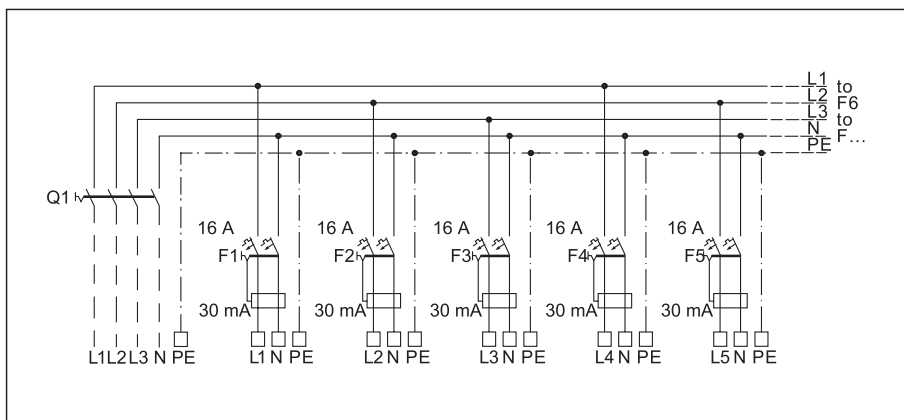 L1 to
L2 F6
L3 to
N F...
PE
Q1
16 A 16 A 16 A 16 A 16 A
F1 F2 F3 F4 F5
30 mA 30 mA 30 mA 30 mA 30 mA
L1 L2 L3 N PE L1 N PE L2 N PE L3 N PE L4 N PE L5 N PE